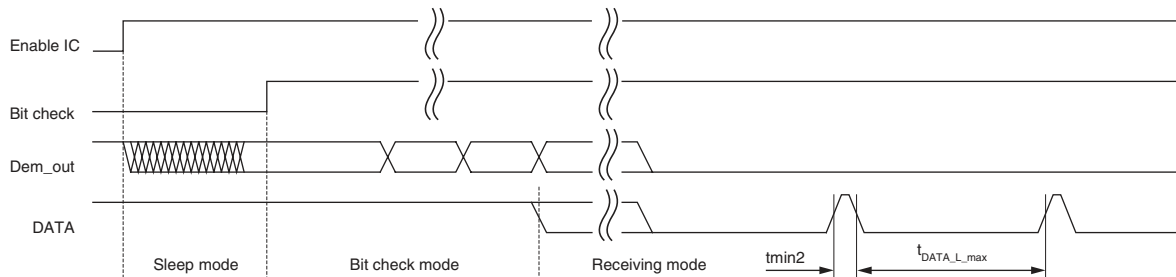 Enable IC
Bit check
Dem_out
DATA
Sleep mode
Bit check mode
Receiving mode
tmin2
tDATA_L_max